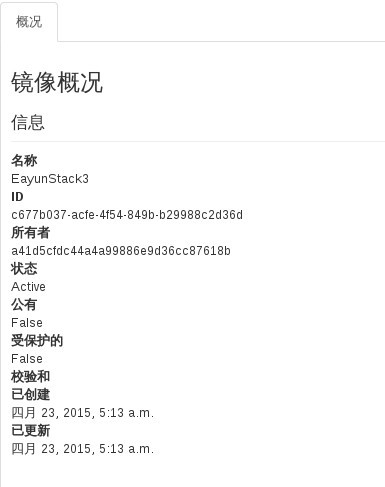 概况
镜像概况
信息
名称
EayunStack3
ID
c677b037-acfe-4f54-849b-b29988c2d36d
所有者
a41d5cfdc44a4a99886e9d36cc87618b
状态
Active
公有
False
受保护的
False
校验和
已创建
四月 23, 2015, 5:13 a.m.
已更新
四月 23, 2015, 5:13 a.m.